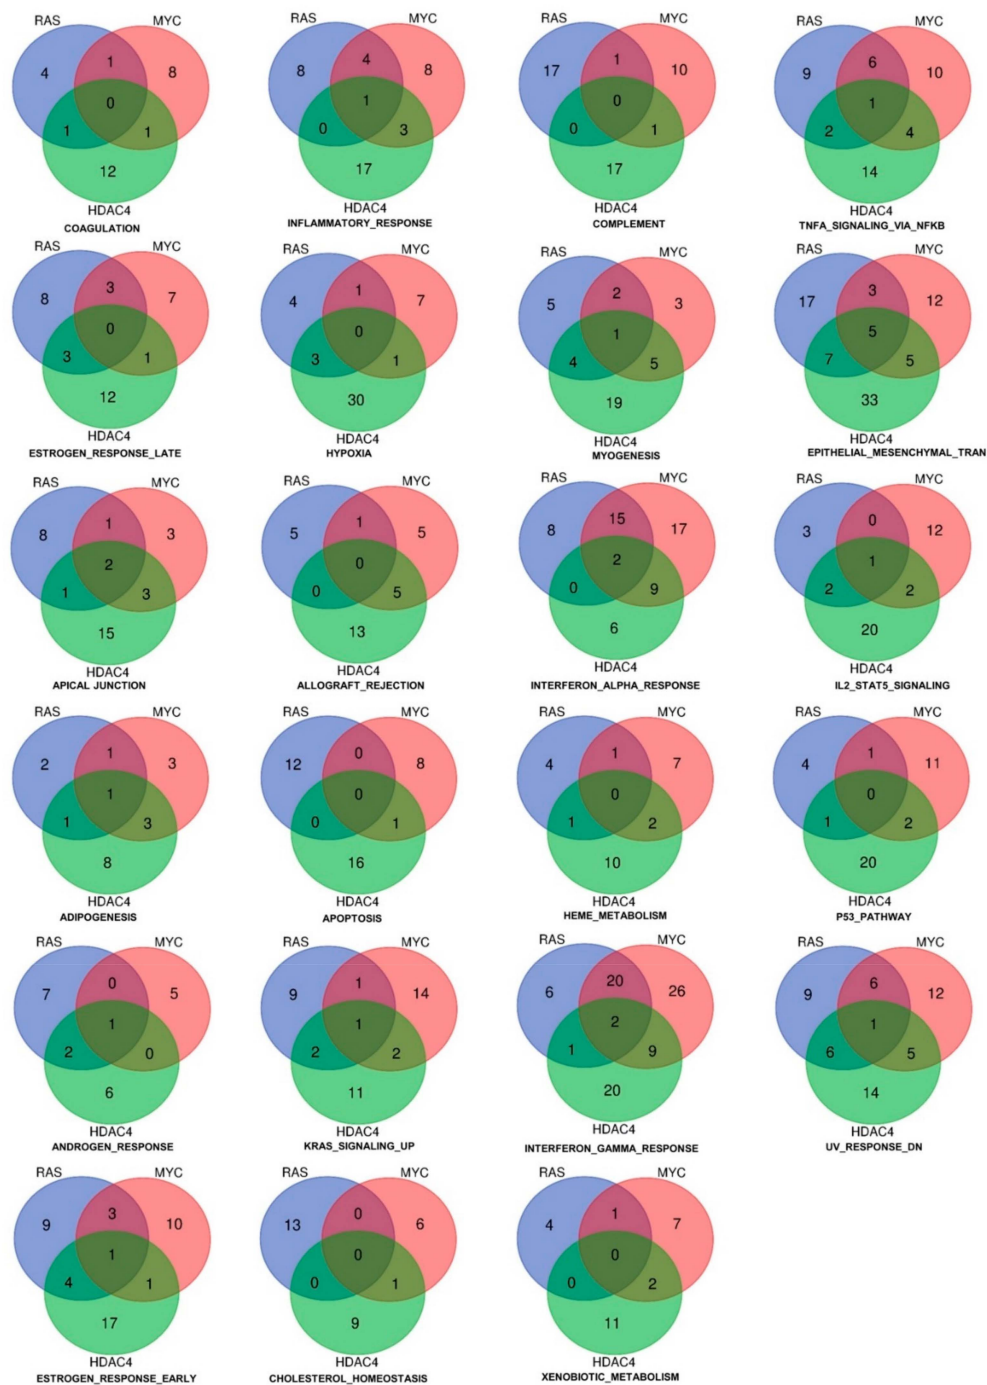 RAS MYC RAS MYC RAS MYC RAS MYC
4 1 8 8 4 8 17 1 10 9 6 10
0 1 0 1
1 1 0 3 0 1 2 4
12 17 17 14
HDAC4 HDAC4 HDAC4 HDAC4
COAGULATION INFLAMMATORY_RESPONSE COMPLEMENT TNFA_SIGNALING_VIA_NFKB
RAS MYC RAS MYC RAS MYC RAS MYC
8 3 7 4 1 7 5 2 3 17 3 12
0 0 1 5
3 1 3 1 4 5 7 5
12 30 19 33
HDAC4 HDAC4 HDAC4 HDAC4
ESTROGEN_RESPONSE_LATE HYPOXIA MYOGENESIS EPITHELIAL_MESENCHYMAL_TRAN
RAS MYC RAS MYC RAS MYC RAS MYC
8 1 3 5 1 5 8 15 17 3 0 12
2 0 2 1
1 3 0 5 0 9 2 2
15 13 6 20
HDAC4 HDAC4 HDAC4 HDAC4
APICAL JUNCTION ALLOGRAFT_REJECTION INTERFERON_ALPHA_RESPONSE IL2_STAT5_SIGNALING
RAS MYC RAS MYC RAS MYC RAS MYC
2 1 3 12 0 8 4 1 7 4 1 11
1 0 0 0
1 3 0 1 1 2 1 2
8 16 10 20
HDAC4 HDAC4 HDAC4 HDAC4
ADIPOGENESIS APOPTOSIS HEME_METABOLISM P53_PATHWAY
RAS MYC RAS MYC RAS MYC RAS MYC
7 0 5 9 1 14 6 20 26 9 6 12
1 1 2 1
2 0 2 2 1 9 6 5
6 11 20 14
HDAC4 HDAC4 HDAC4 HDAC4
ANDROGEN_RESPONSE KRAS_SIGNALING_UP INTERFERON_GAMMA_RESPONSE UV_RESPONSE_DN
RAS MYC RAS MYC RAS MYC
9 3 10 13 0 6 4 1 7
1 0 0
4 1 0 1 0 2
17 9 11
HDAC4 HDAC4 HDAC4
ESTROGEN_RESPONSE_EARLY CHOLESTEROL_HOMEOSTASIS XENOBIOTIC_METABOLISM